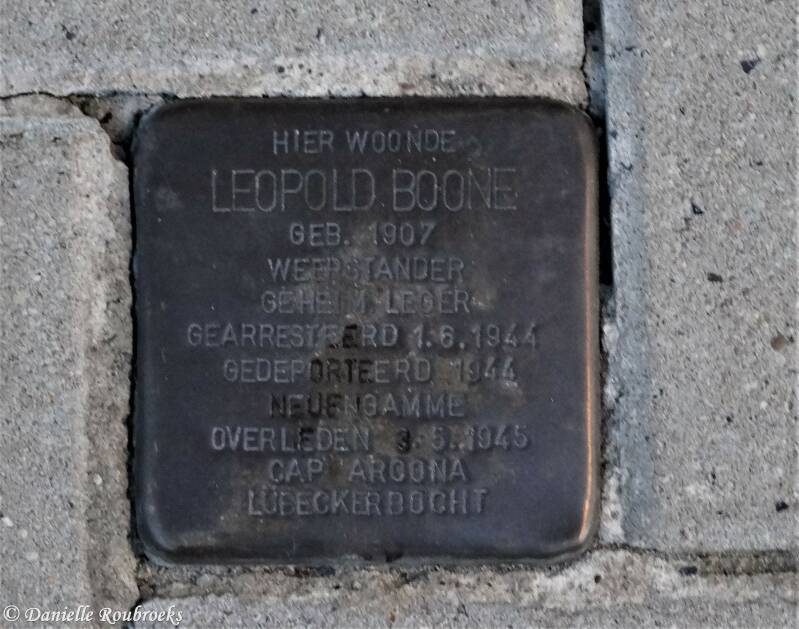 HIER WOONDE
LEOPOLD BOONE
GEB. 1907
WEERSTANDER
GEHEIM LEGER
GEARRESTEERD 1.6.1944
GEDEPORTEERD 1944
NEUENGAMME
OVERLEDEN 3.5.1945
CAP ARCONA
LÜBECKERBOCHT
© Danielle Roubroeks